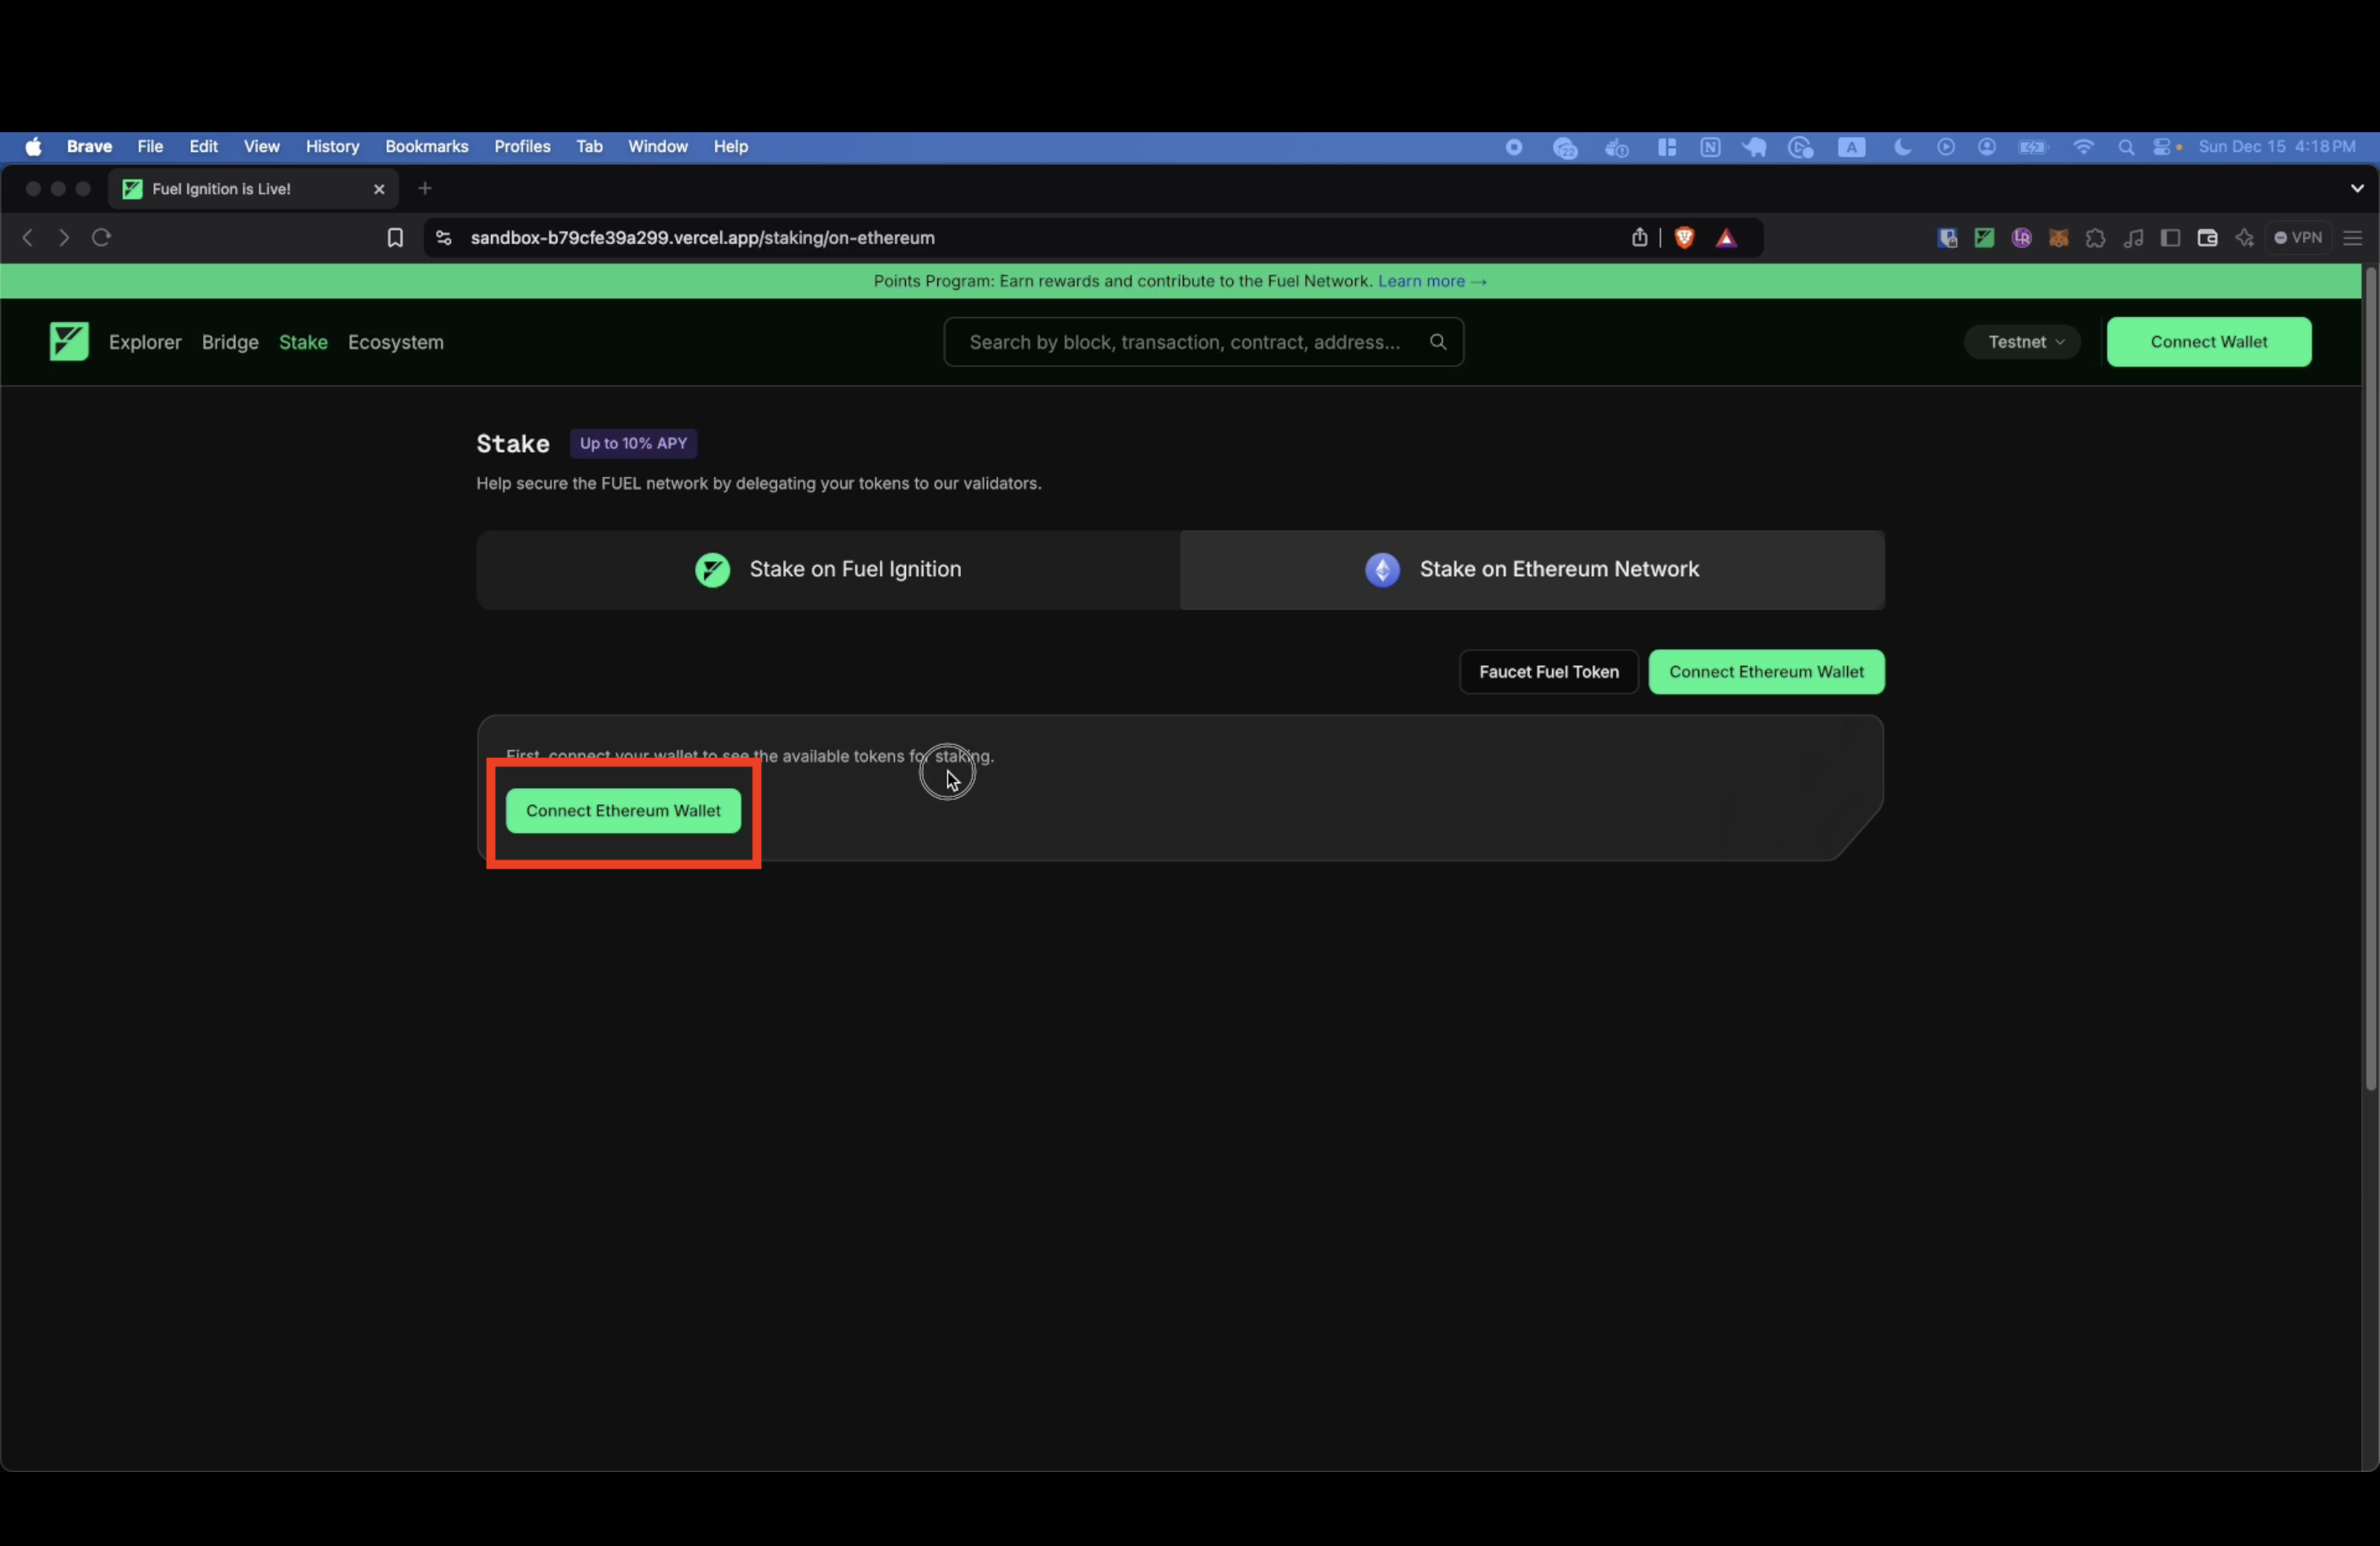 Brave File Edit View History Bookmarks Profiles Tab Window Help 22 N A Sun Dec 15 4:18 PM
Fuel Ignition is Live!
sandbox-b79cfe39a299.vercel.app/staking/on-ethereum LR VPN
Points Program: Earn rewards and contribute to the Fuel Network. Learn more →
Explorer Bridge Stake Ecosystem Search by block, transaction, contract, address... Testnet Connect Wallet
Stake Up to 10% APY
Help secure the FUEL network by delegating your tokens to our validators.
Stake on Fuel Ignition Stake on Ethereum Network
Faucet Fuel Token Connect Ethereum Wallet
First, connect your wallet to see the available tokens for staking.
Connect Ethereum Wallet